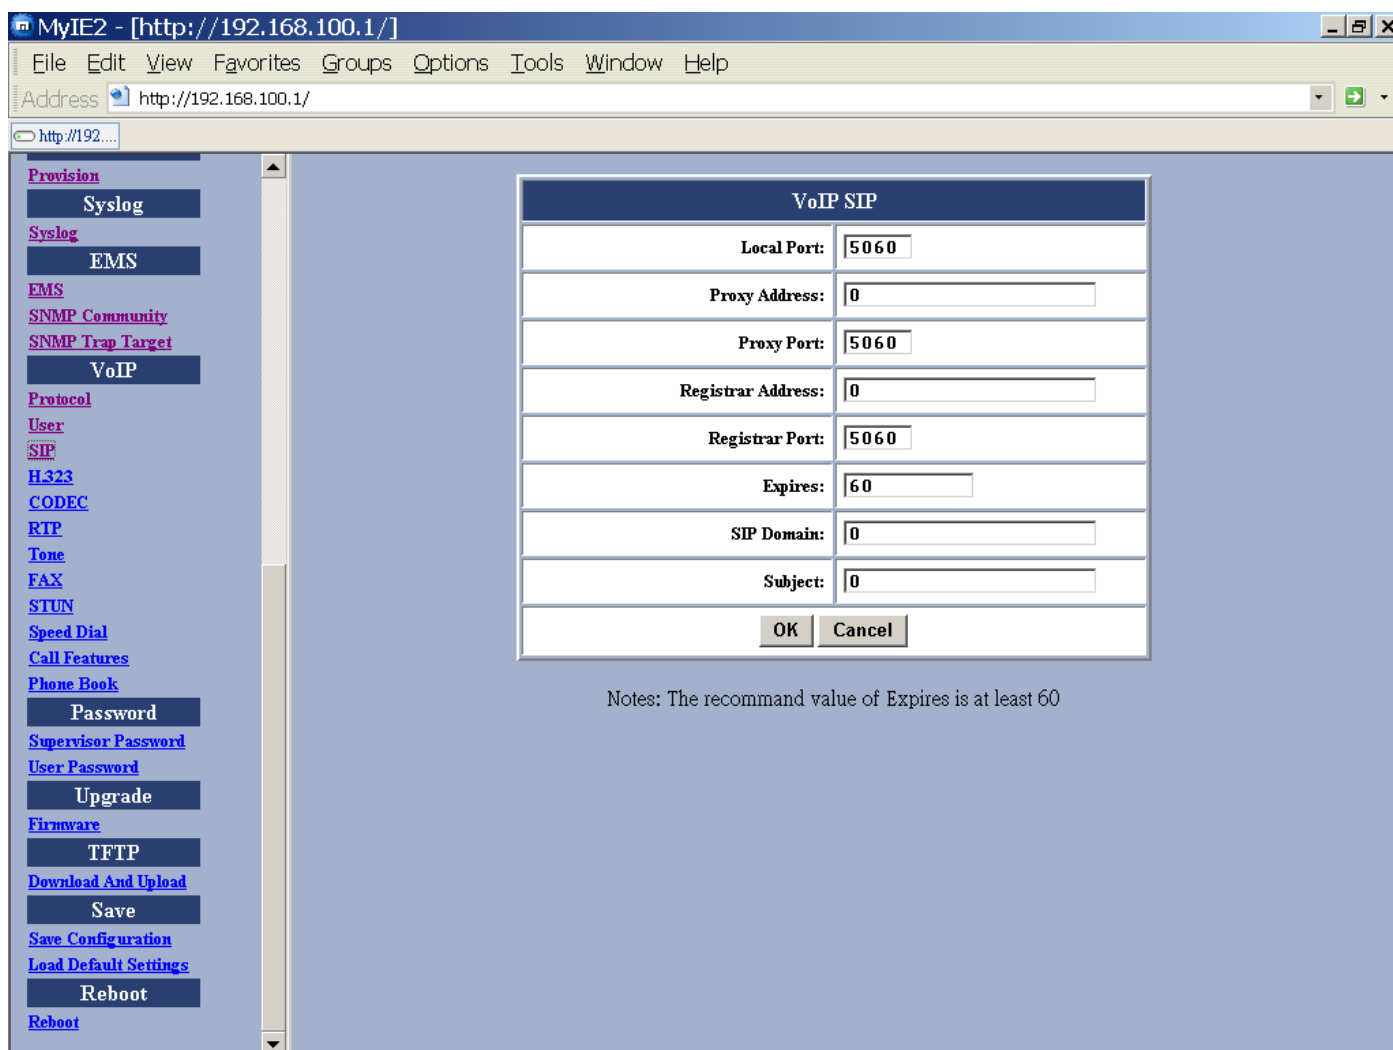 MyIE2 - [http://192.168.100.1/]
File Edit View Favorites Groups Options Tools Window Help
Address http://192.168.100.1/
http://192....
Provision
Syslog
Syslog
EMS
EMS
SNMP Community
SNMP Trap Target
VoIP
Protocol
User
SIP
H.323
CODEC
RTP
Tone
FAX
STUN
Speed Dial
Call Features
Phone Book
Password
Supervisor Password
User Password
Upgrade
Firmware
TFTP
Download And Upload
Save
Save Configuration
Load Default Settings
Reboot
Reboot
VoIP SIP
Local Port: 5060
Proxy Address: 0
Proxy Port: 5060
Registrar Address: 0
Registrar Port: 5060
Expires: 60
SIP Domain: 0
Subject: 0
OK Cancel
Notes: The recommand value of Expires is at least 60